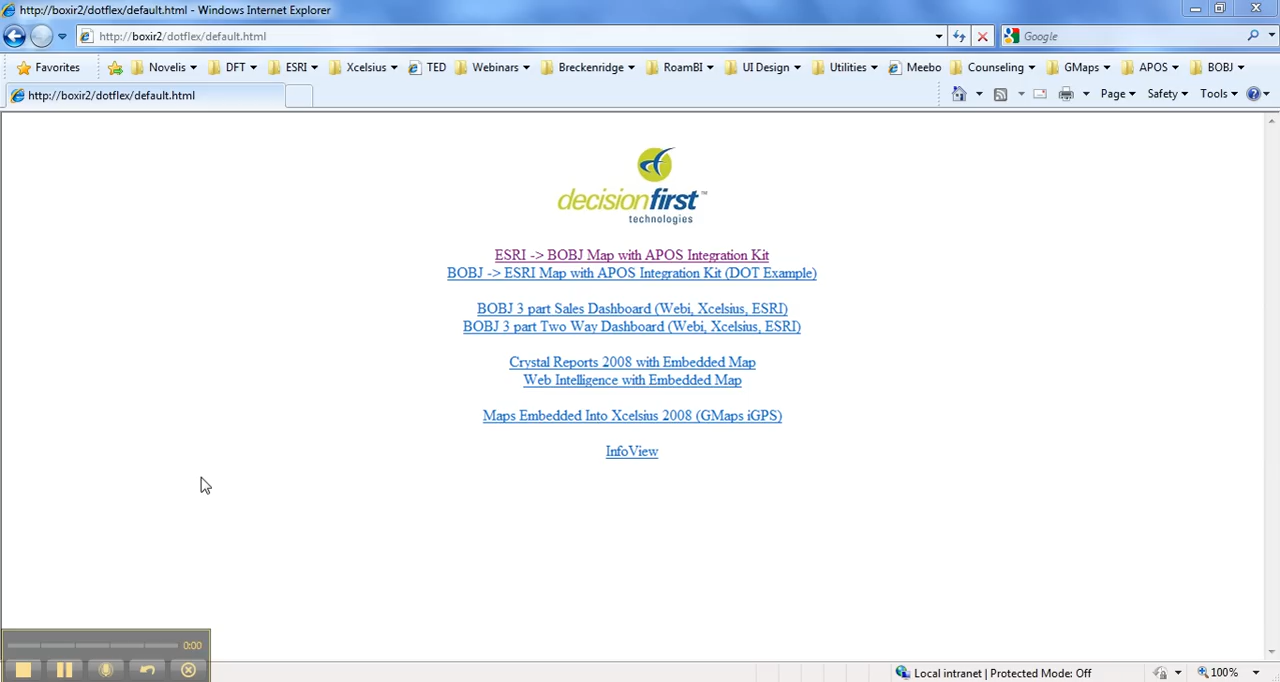 http://boxir2/dotflex/default.html - Windows Internet Explorer
http://boxir2/dotflex/default.html
Google
Favorites Novelis DFT ESRI Xcelsius TED Webinars Breckenridge RoamBI UI Design Utilities Meebo Counseling GMaps APOS BOBJ
http://boxir2/dotflex/default.html
Page Safety Tools
decisionfirst ™
technologies
ESRI -> BOBJ Map with APOS Integration Kit
BOBJ -> ESRI Map with APOS Integration Kit (DOT Example)
BOBJ 3 part Sales Dashboard (Webi, Xcelsius, ESRI)
BOBJ 3 part Two Way Dashboard (Webi, Xcelsius, ESRI)
Crystal Reports 2008 with Embedded Map
Web Intelligence with Embedded Map
Maps Embedded Into Xcelsius 2008 (GMaps iGPS)
InfoView
0:00
Local intranet | Protected Mode: Off
100%